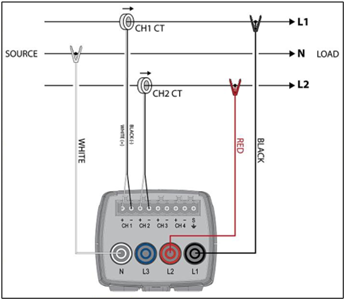 CH1 CT
L1
SOURCE
N
LOAD
CH2 CT
L2
WHITE
WHITE (+)
BLACK (-)
RED
BLACK
+ - + - + - + - S
CH 1 CH 2 CH 3 CH 4
N L3 L2 L1